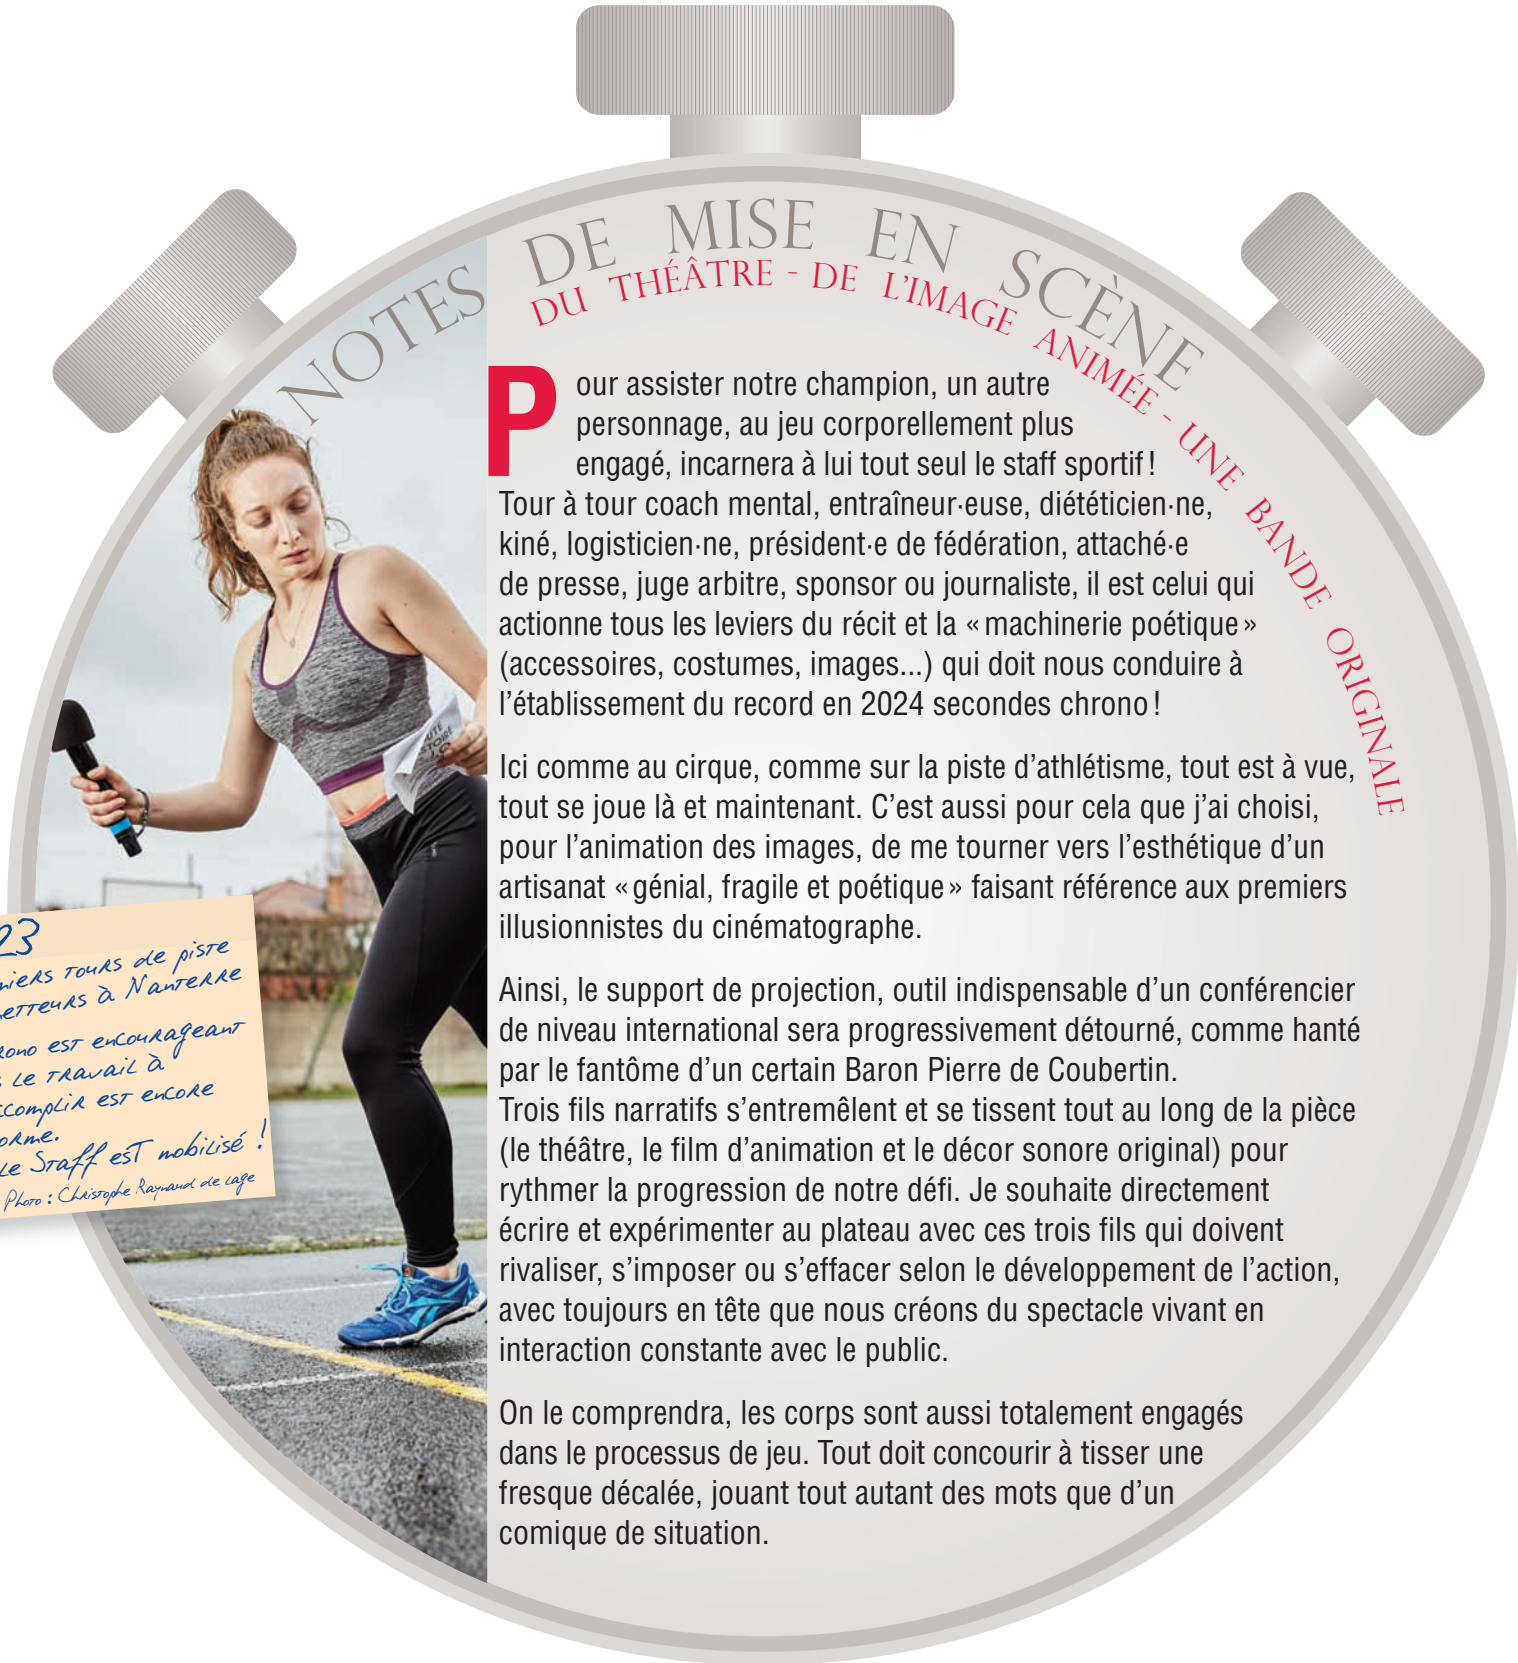 NOTES DE MISE EN SCÈNE
DU THÉÂTRE - DE L'IMAGE ANIMÉE - UNE BANDE ORIGINALE
Pour assister notre champion, un autre
personnage, au jeu corporellement plus
engagé, incarnera à lui tout seul le staff sportif !
Tour à tour coach mental, entraîneur·euse, diététicien·ne,
kiné, logisticien·ne, président·e de fédération, attaché·e
de presse, juge arbitre, sponsor ou journaliste, il est celui qui
actionne tous les leviers du récit et la « machinerie poétique »
(accessoires, costumes, images...) qui doit nous conduire à
l’établissement du record en 2024 secondes chrono !
Ici comme au cirque, comme sur la piste d’athlétisme, tout est à vue,
tout se joue là et maintenant. C’est aussi pour cela que j’ai choisi,
pour l’animation des images, de me tourner vers l’esthétique d’un
artisanat « génial, fragile et poétique » faisant référence aux premiers
illusionnistes du cinématographe.
Ainsi, le support de projection, outil indispensable d’un conférencier
de niveau international sera progressivement détourné, comme hanté
par le fantôme d’un certain Baron Pierre de Coubertin.
Trois fils narratifs s’entremêlent et se tissent tout au long de la pièce
(le théâtre, le film d’animation et le décor sonore original) pour
rythmer la progression de notre défi. Je souhaite directement
écrire et expérimenter au plateau avec ces trois fils qui doivent
rivaliser, s’imposer ou s’effacer selon le développement de l’action,
avec toujours en tête que nous créons du spectacle vivant en
interaction constante avec le public.
On le comprendra, les corps sont aussi totalement engagés
dans le processus de jeu. Tout doit concourir à tisser une
fresque décalée, jouant tout autant des mots que d’un
comique de situation.
23
tours de piste
à Nanterre
est encourageant
le travail à
est encore
Le Staff est mobilisé !
Photo : Christophe Raynaud de Lage